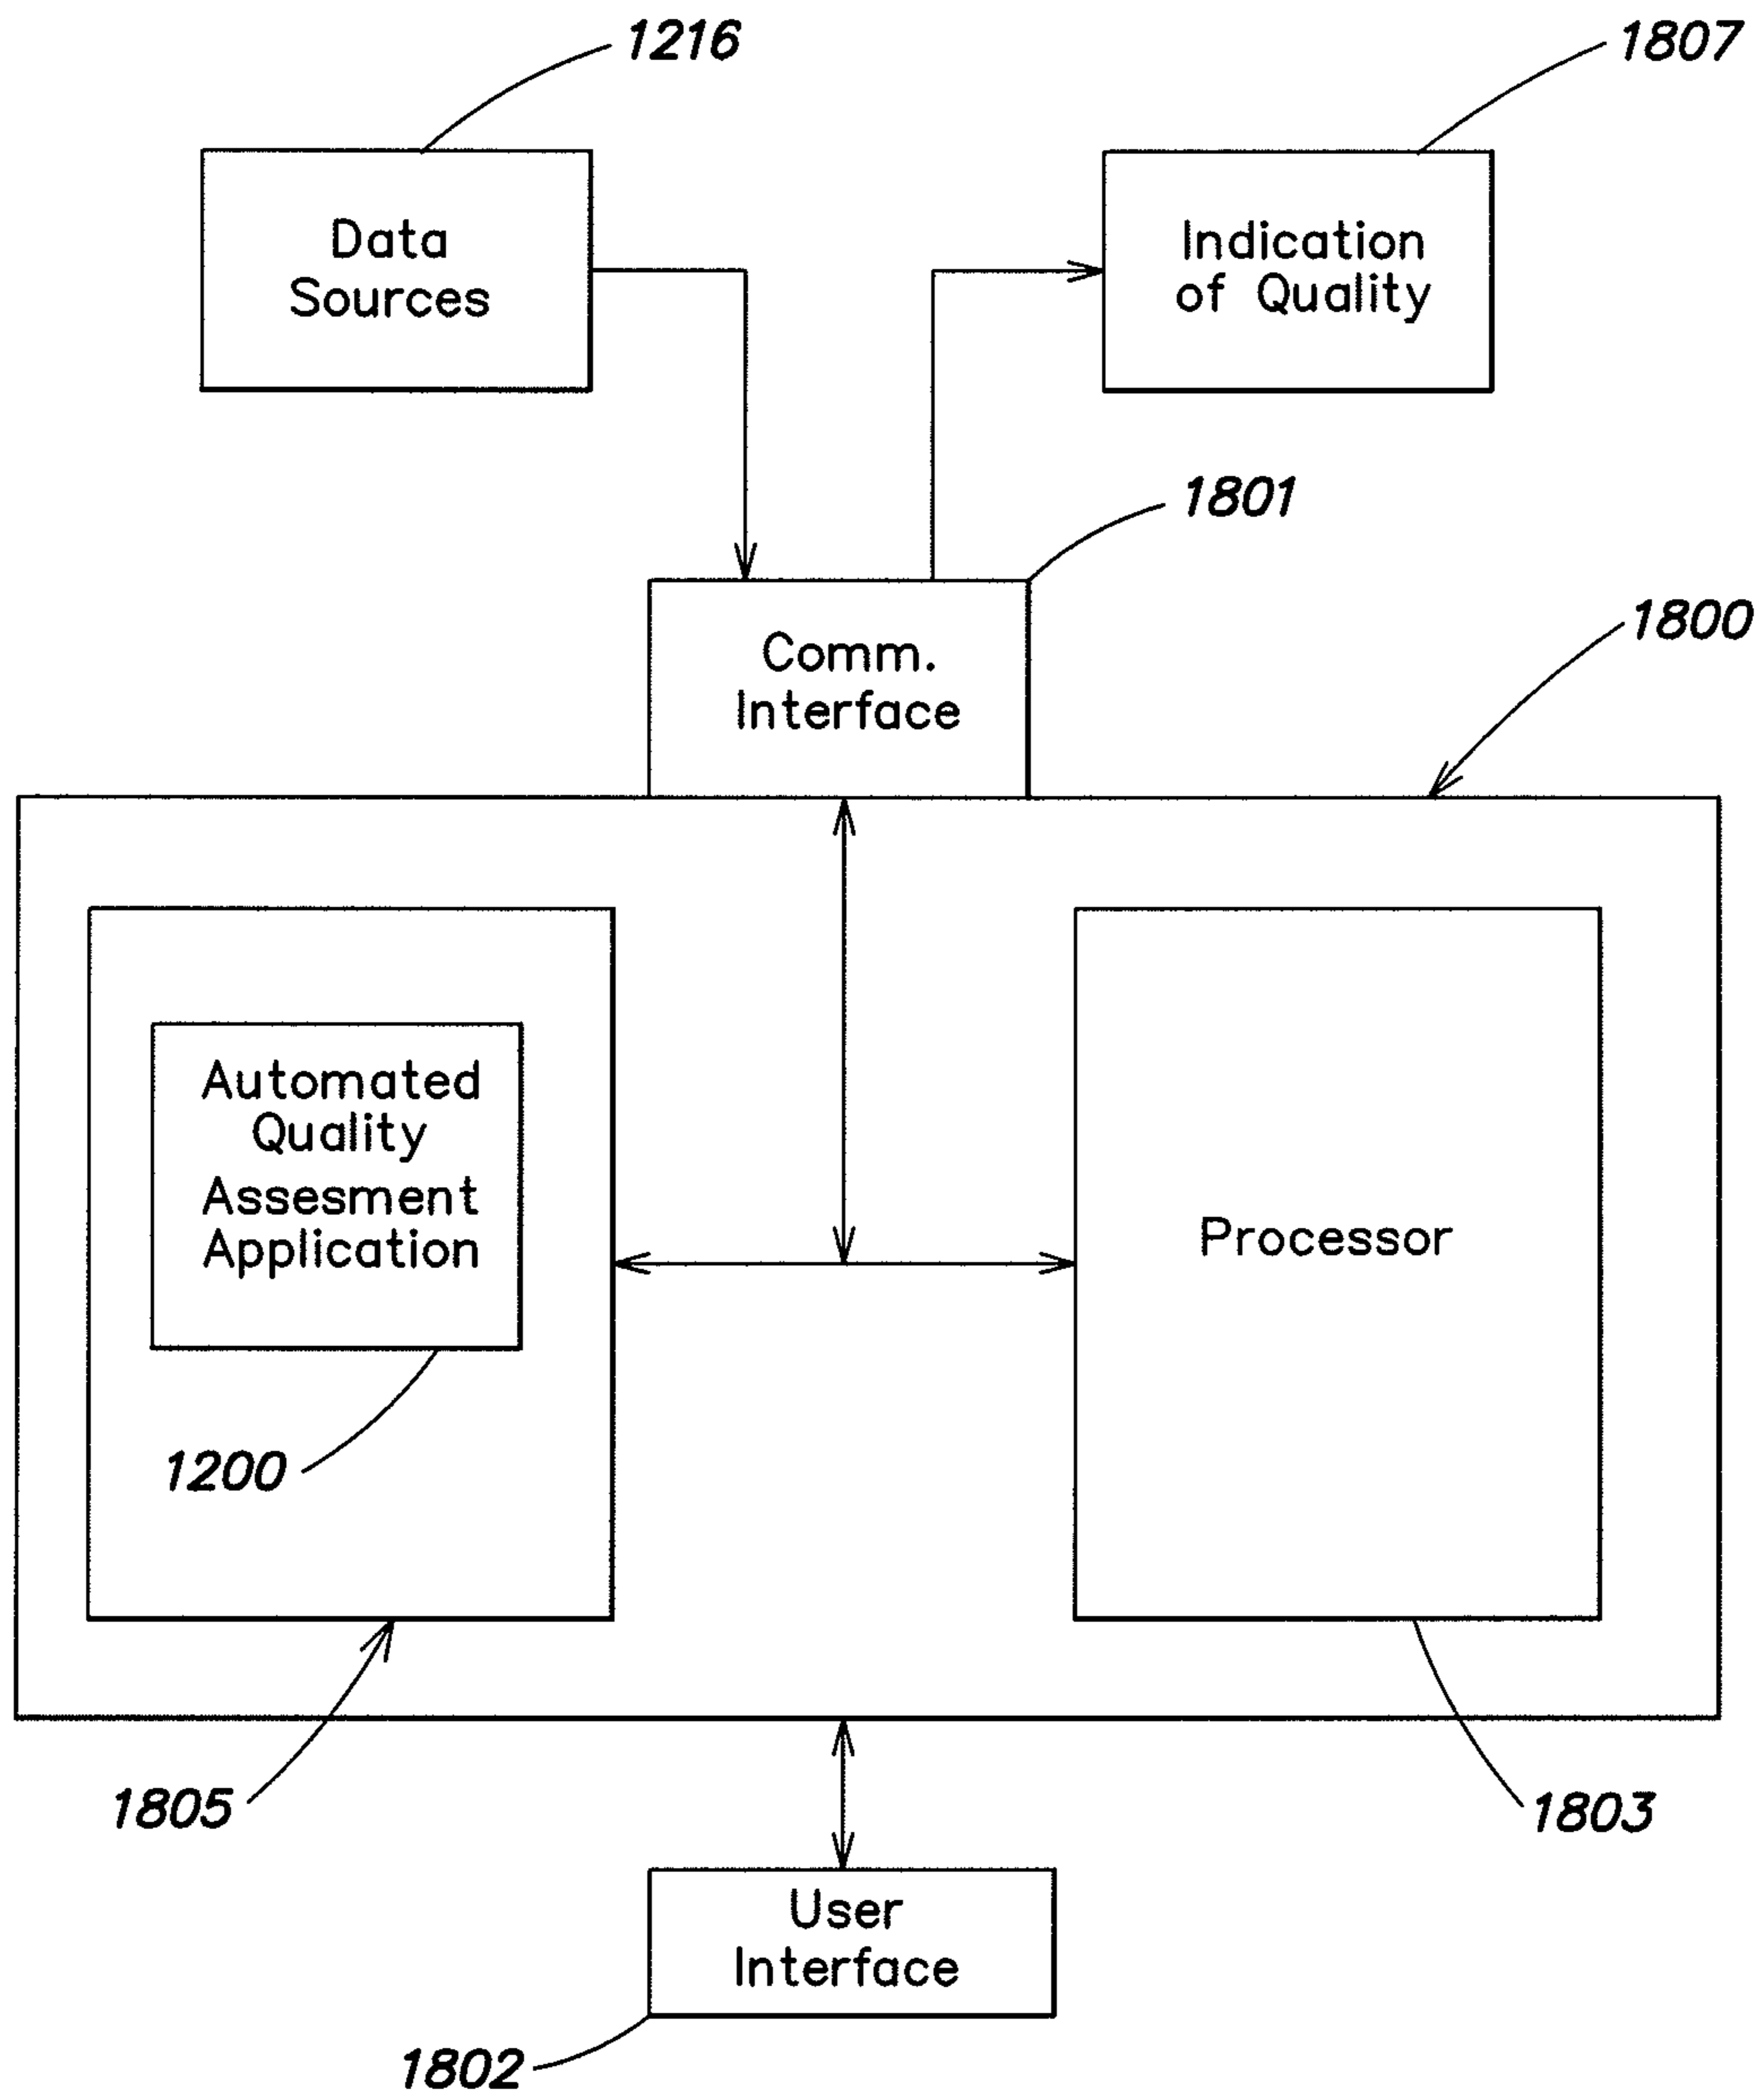 1216
1807
Data
Sources
Indication
of Quality
1801
Comm.
Interface
1800
Automated
Quality
Assesment
Application
Processor
1200
1805
1803
User
Interface
1802